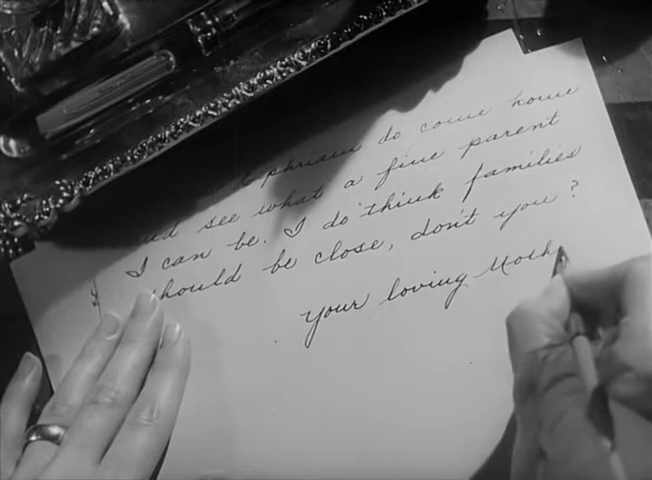 phriam do come home
and see what a fine parent
I can be. I do think families
should be close, don't you?
Your loving Moth